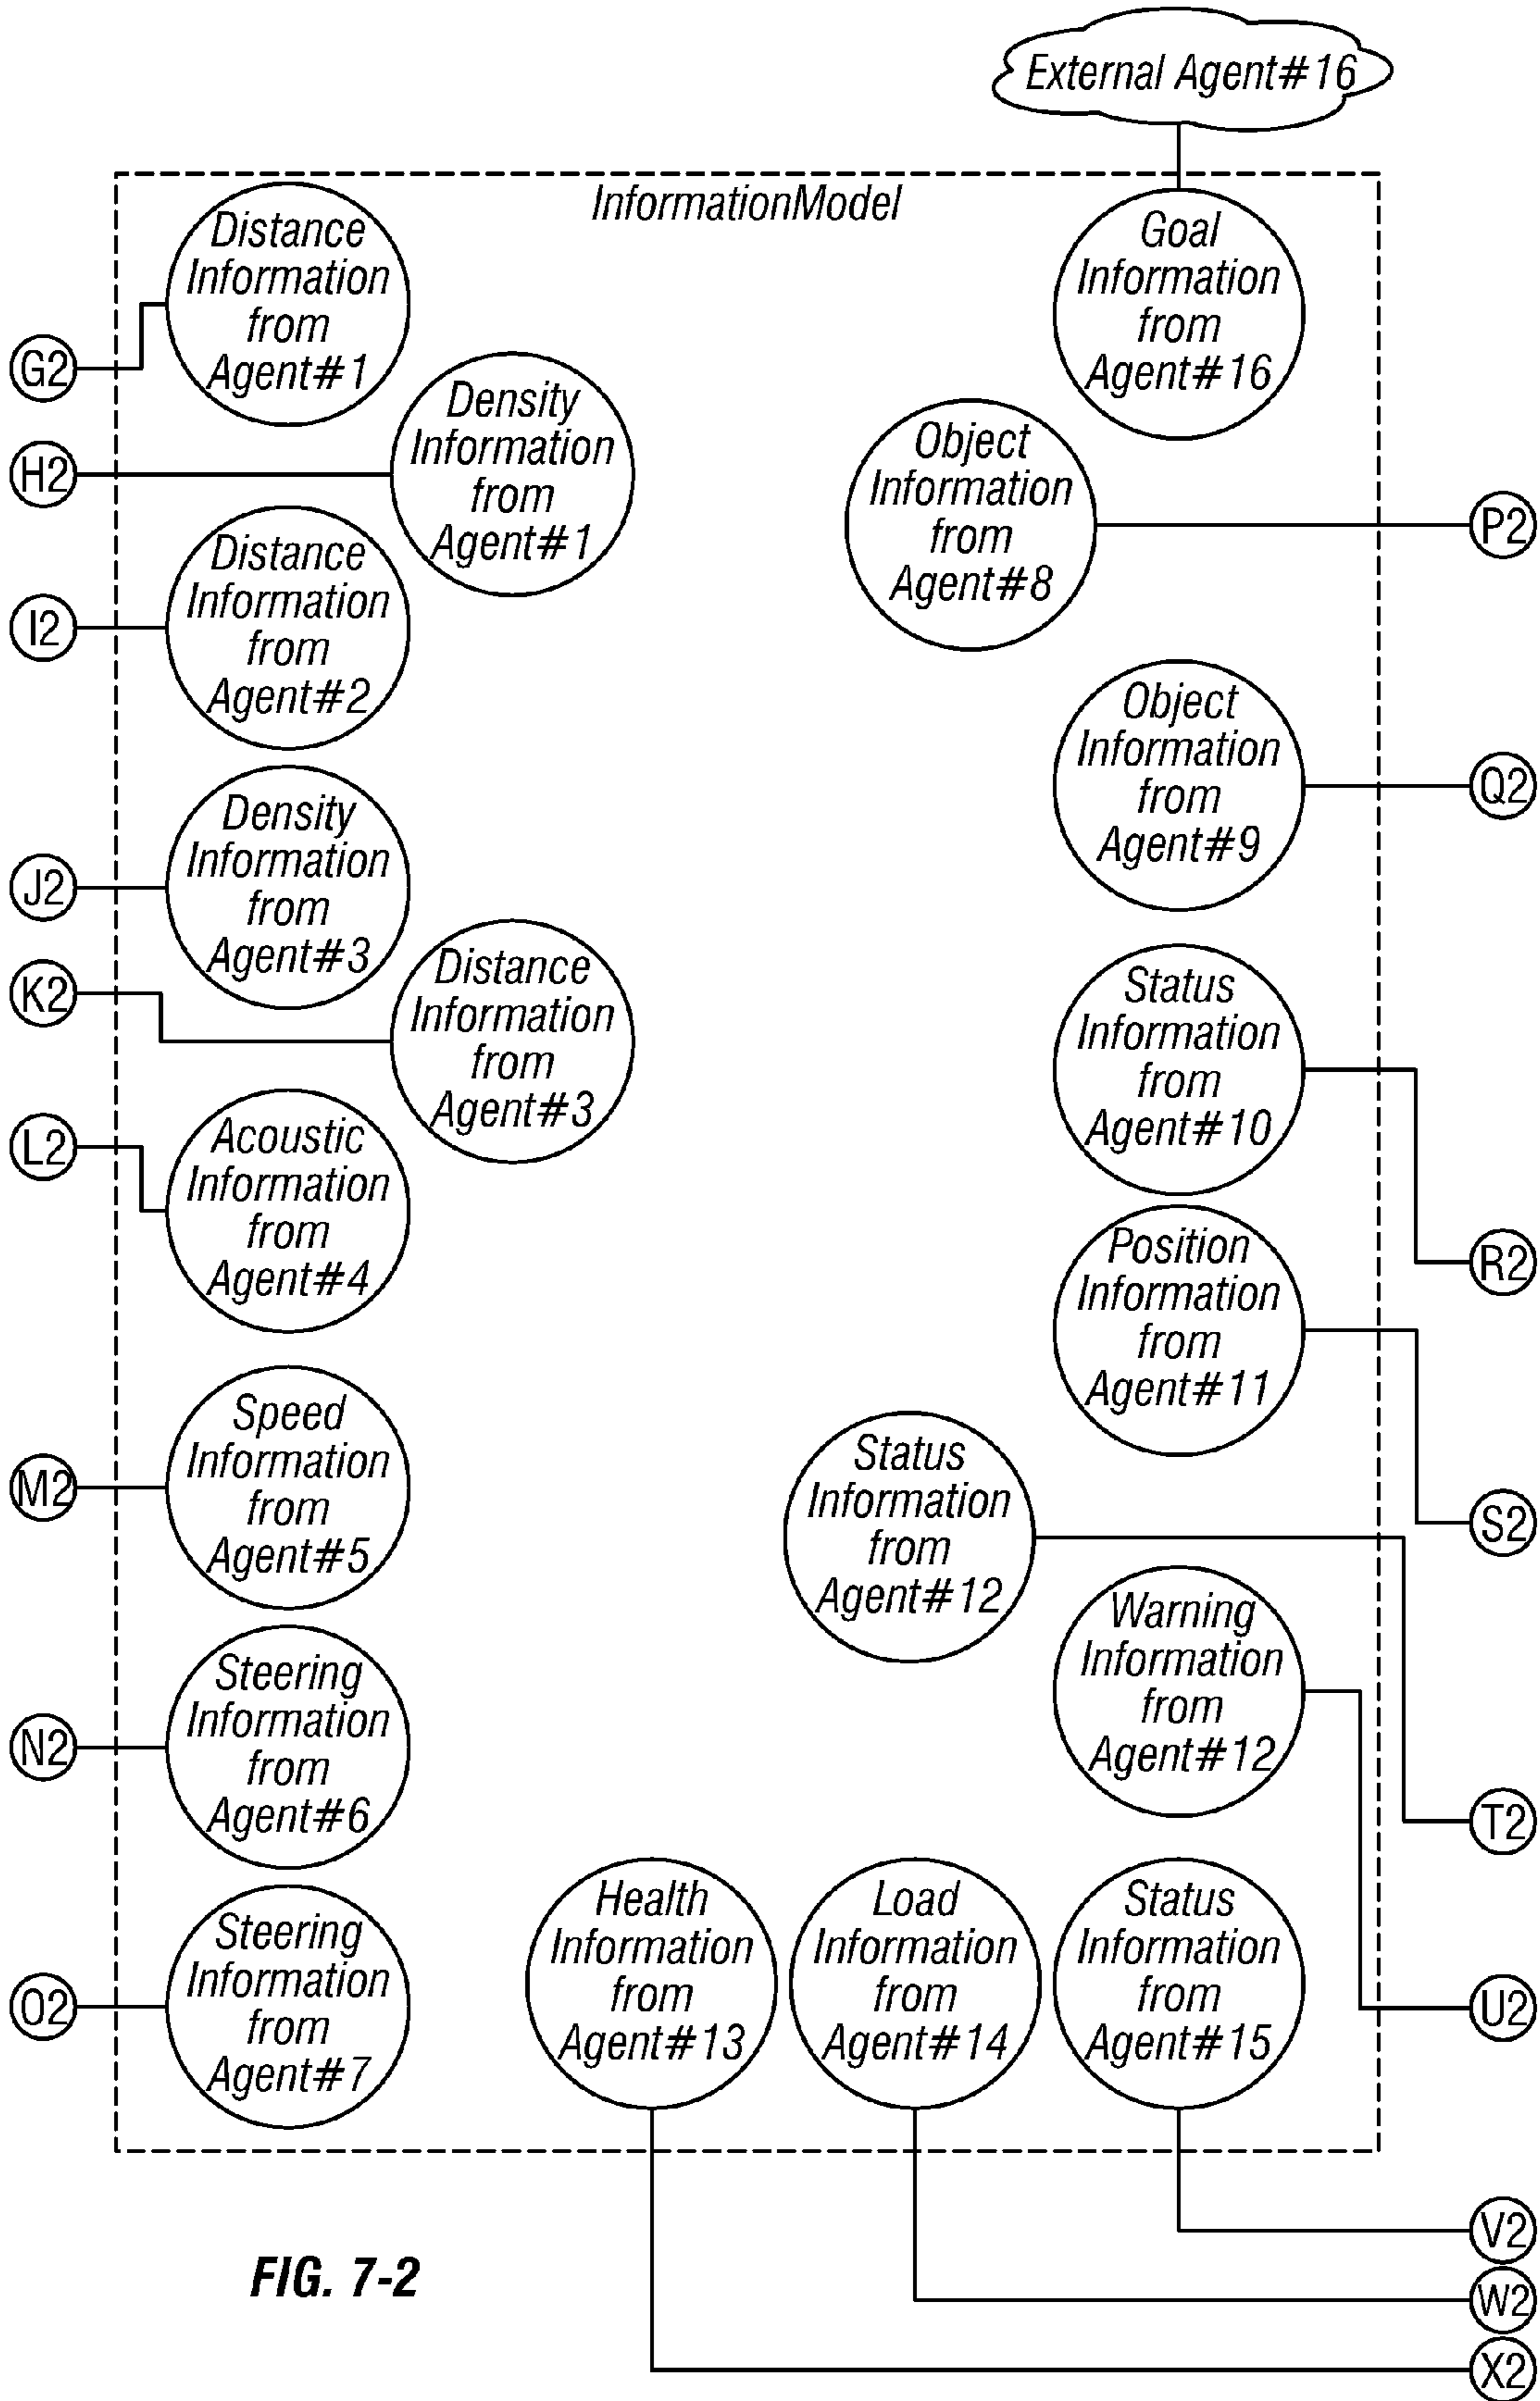 External Agent#16
InformationModel
Distance
Information
from
Agent#1
Goal
Information
from
Agent#16
G2
Density
Information
from
Agent#1
H2
Object
Information
from
Agent#8
P2
Distance
Information
from
Agent#2
I2
Object
Information
from
Agent#9
Q2
Density
Information
from
Agent#3
J2
Distance
Information
from
Agent#3
K2
Status
Information
from
Agent#10
R2
Acoustic
Information
from
Agent#4
L2
Position
Information
from
Agent#11
S2
Speed
Information
from
Agent#5
M2
Status
Information
from
Agent#12
T2
Warning
Information
from
Agent#12
U2
Steering
Information
from
Agent#6
N2
Steering
Information
from
Agent#7
O2
Health
Information
from
Agent#13
Load
Information
from
Agent#14
Status
Information
from
Agent#15
V2
W2
X2
FIG. 7-2